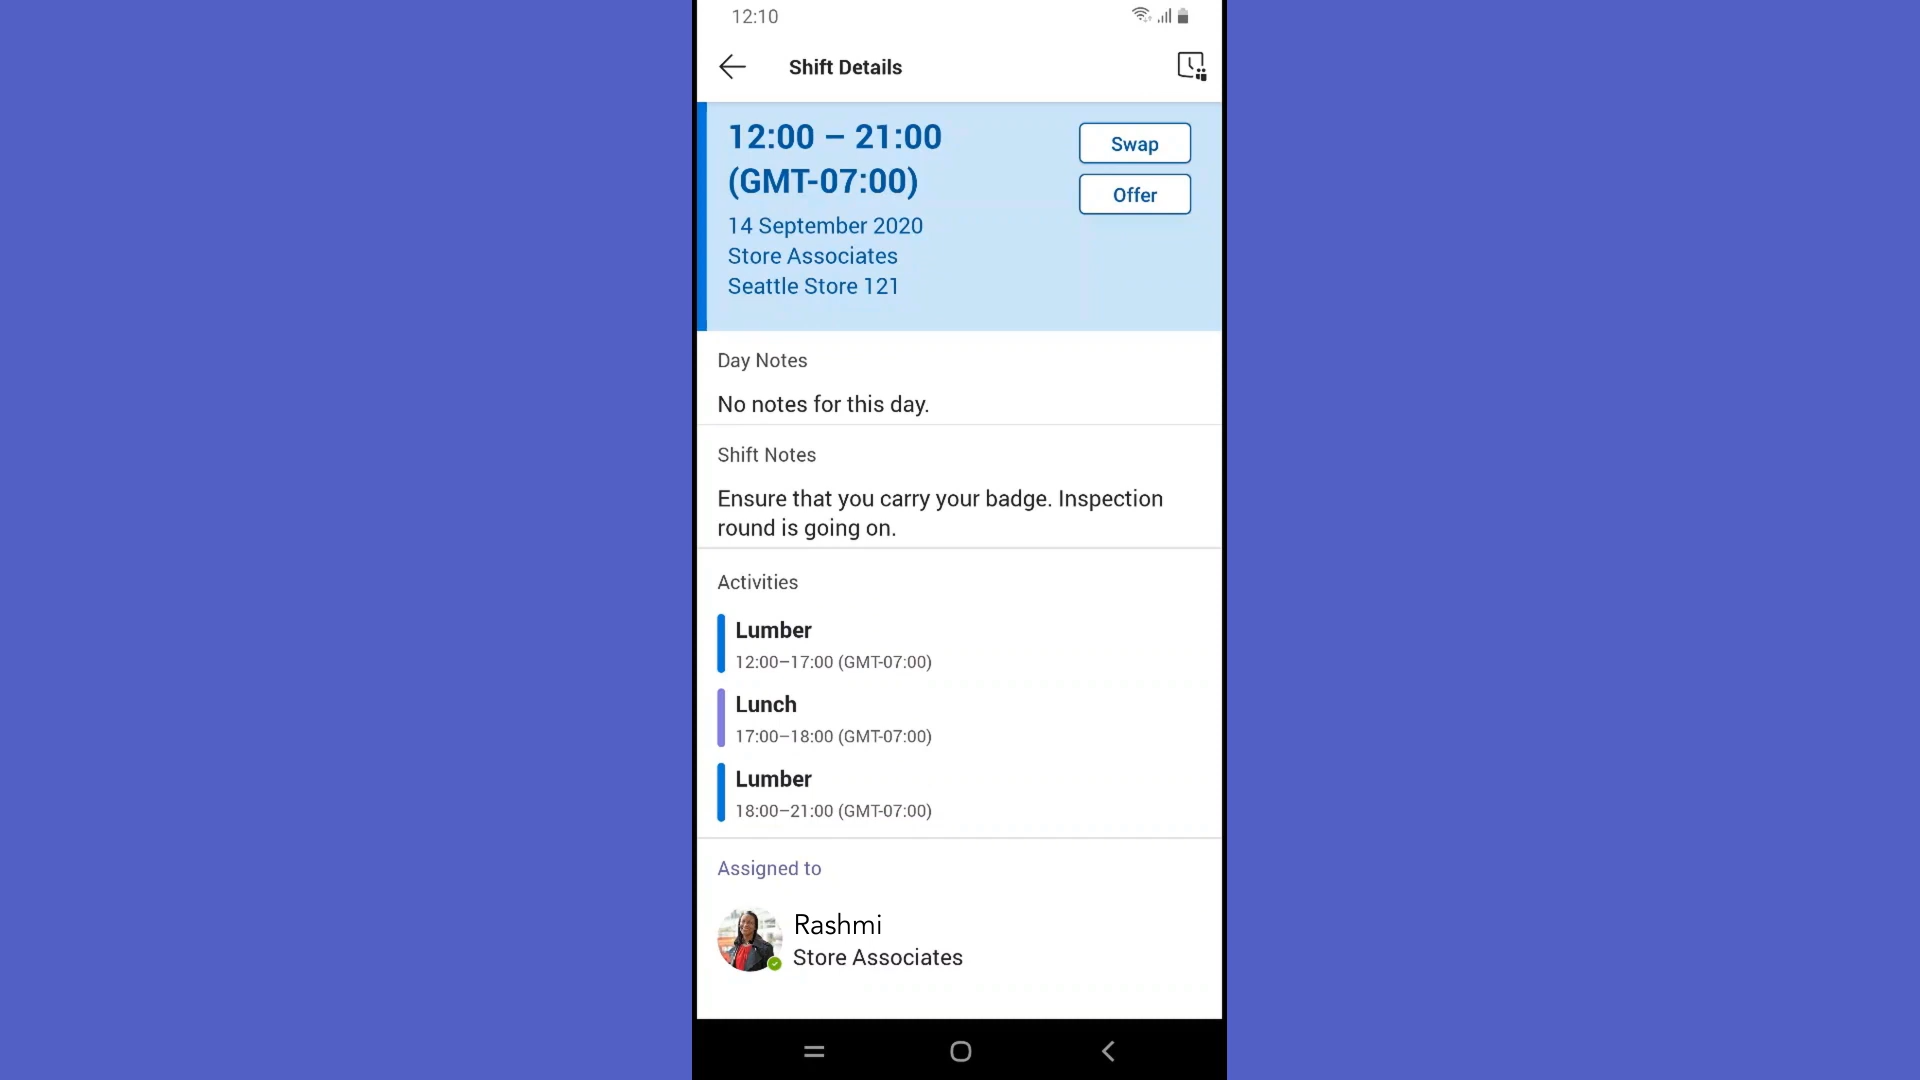 12:10
Shift Details
12:00 – 21:00
(GMT-07:00)
14 September 2020
Store Associates
Seattle Store 121
Swap
Offer
Day Notes
No notes for this day.
Shift Notes
Ensure that you carry your badge. Inspection
round is going on.
Activities
Lumber
12:00–17:00 (GMT-07:00)
Lunch
17:00–18:00 (GMT-07:00)
Lumber
18:00–21:00 (GMT-07:00)
Assigned to
Rashmi
Store Associates